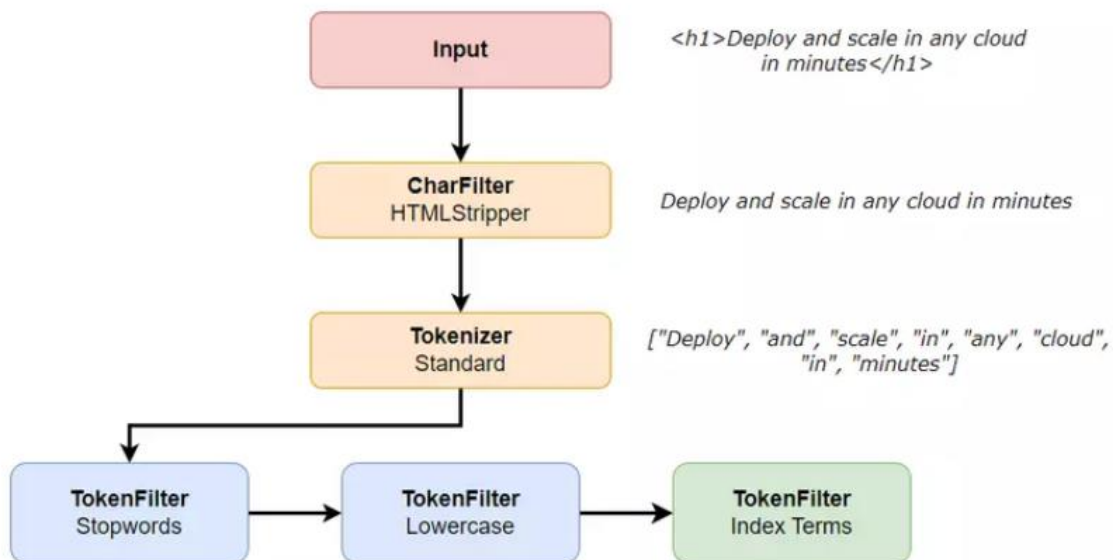 Input
<h1>Deploy and scale in any cloud
in minutes</h1>
CharFilter
HTMLStripper
Deploy and scale in any cloud in minutes
Tokenizer
Standard
["Deploy", "and", "scale", "in", "any", "cloud",
"in", "minutes"]
TokenFilter
Stopwords
TokenFilter
Lowercase
TokenFilter
Index Terms